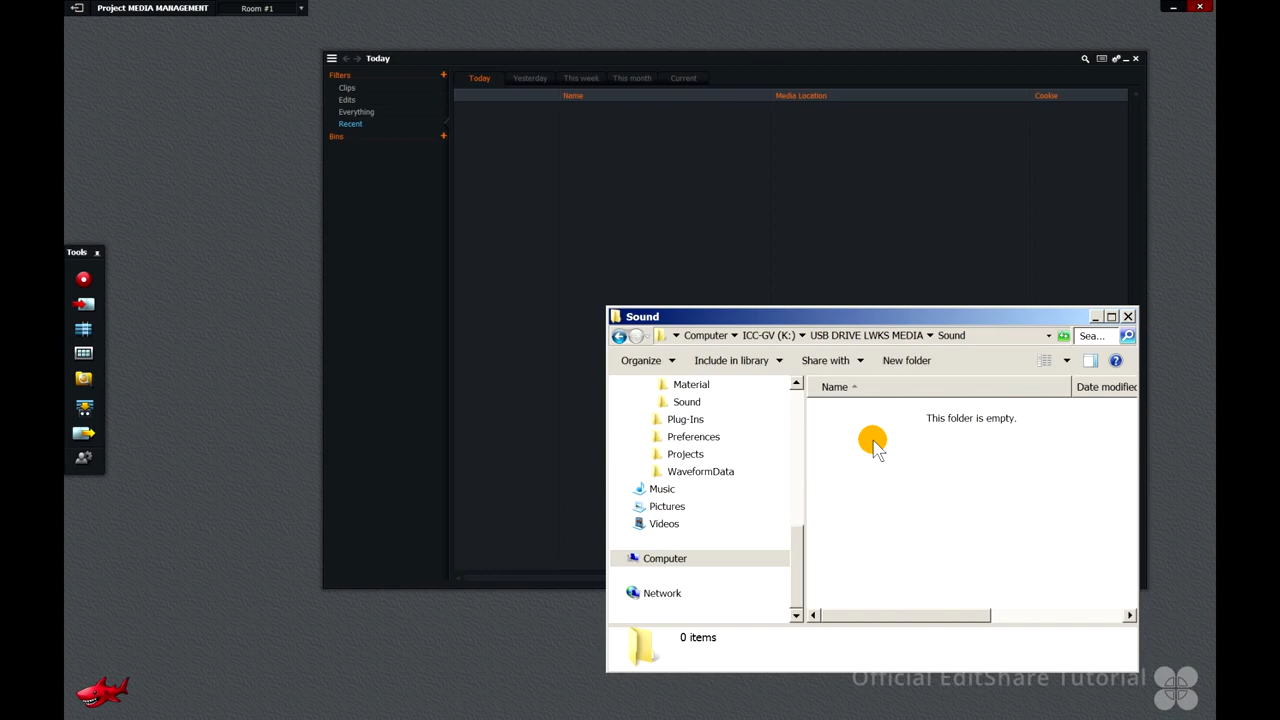 Project MEDIA MANAGEMENT
Room #1
Today
Filters +
Clips
Edits
Everything
Recent
Bins +
Today Yesterday This week This month Current
Name Media Location Cookie
Tools
Sound
Computer ICC-GV (K:) USB DRIVE LWKS MEDIA Sound
Sea...
Organize Include in library Share with New folder
Material
Sound
Plug-Ins
Preferences
Projects
WaveformData
Music
Pictures
Videos
Computer
Network
Name Date modified
This folder is empty.
0 items
Official EditShare Tutorial